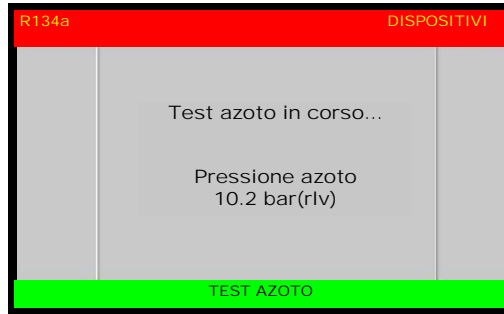 R134a DISPOSITIVI
Test azoto in corso...
Pressione azoto
10.2 bar(rlv)
TEST AZOTO